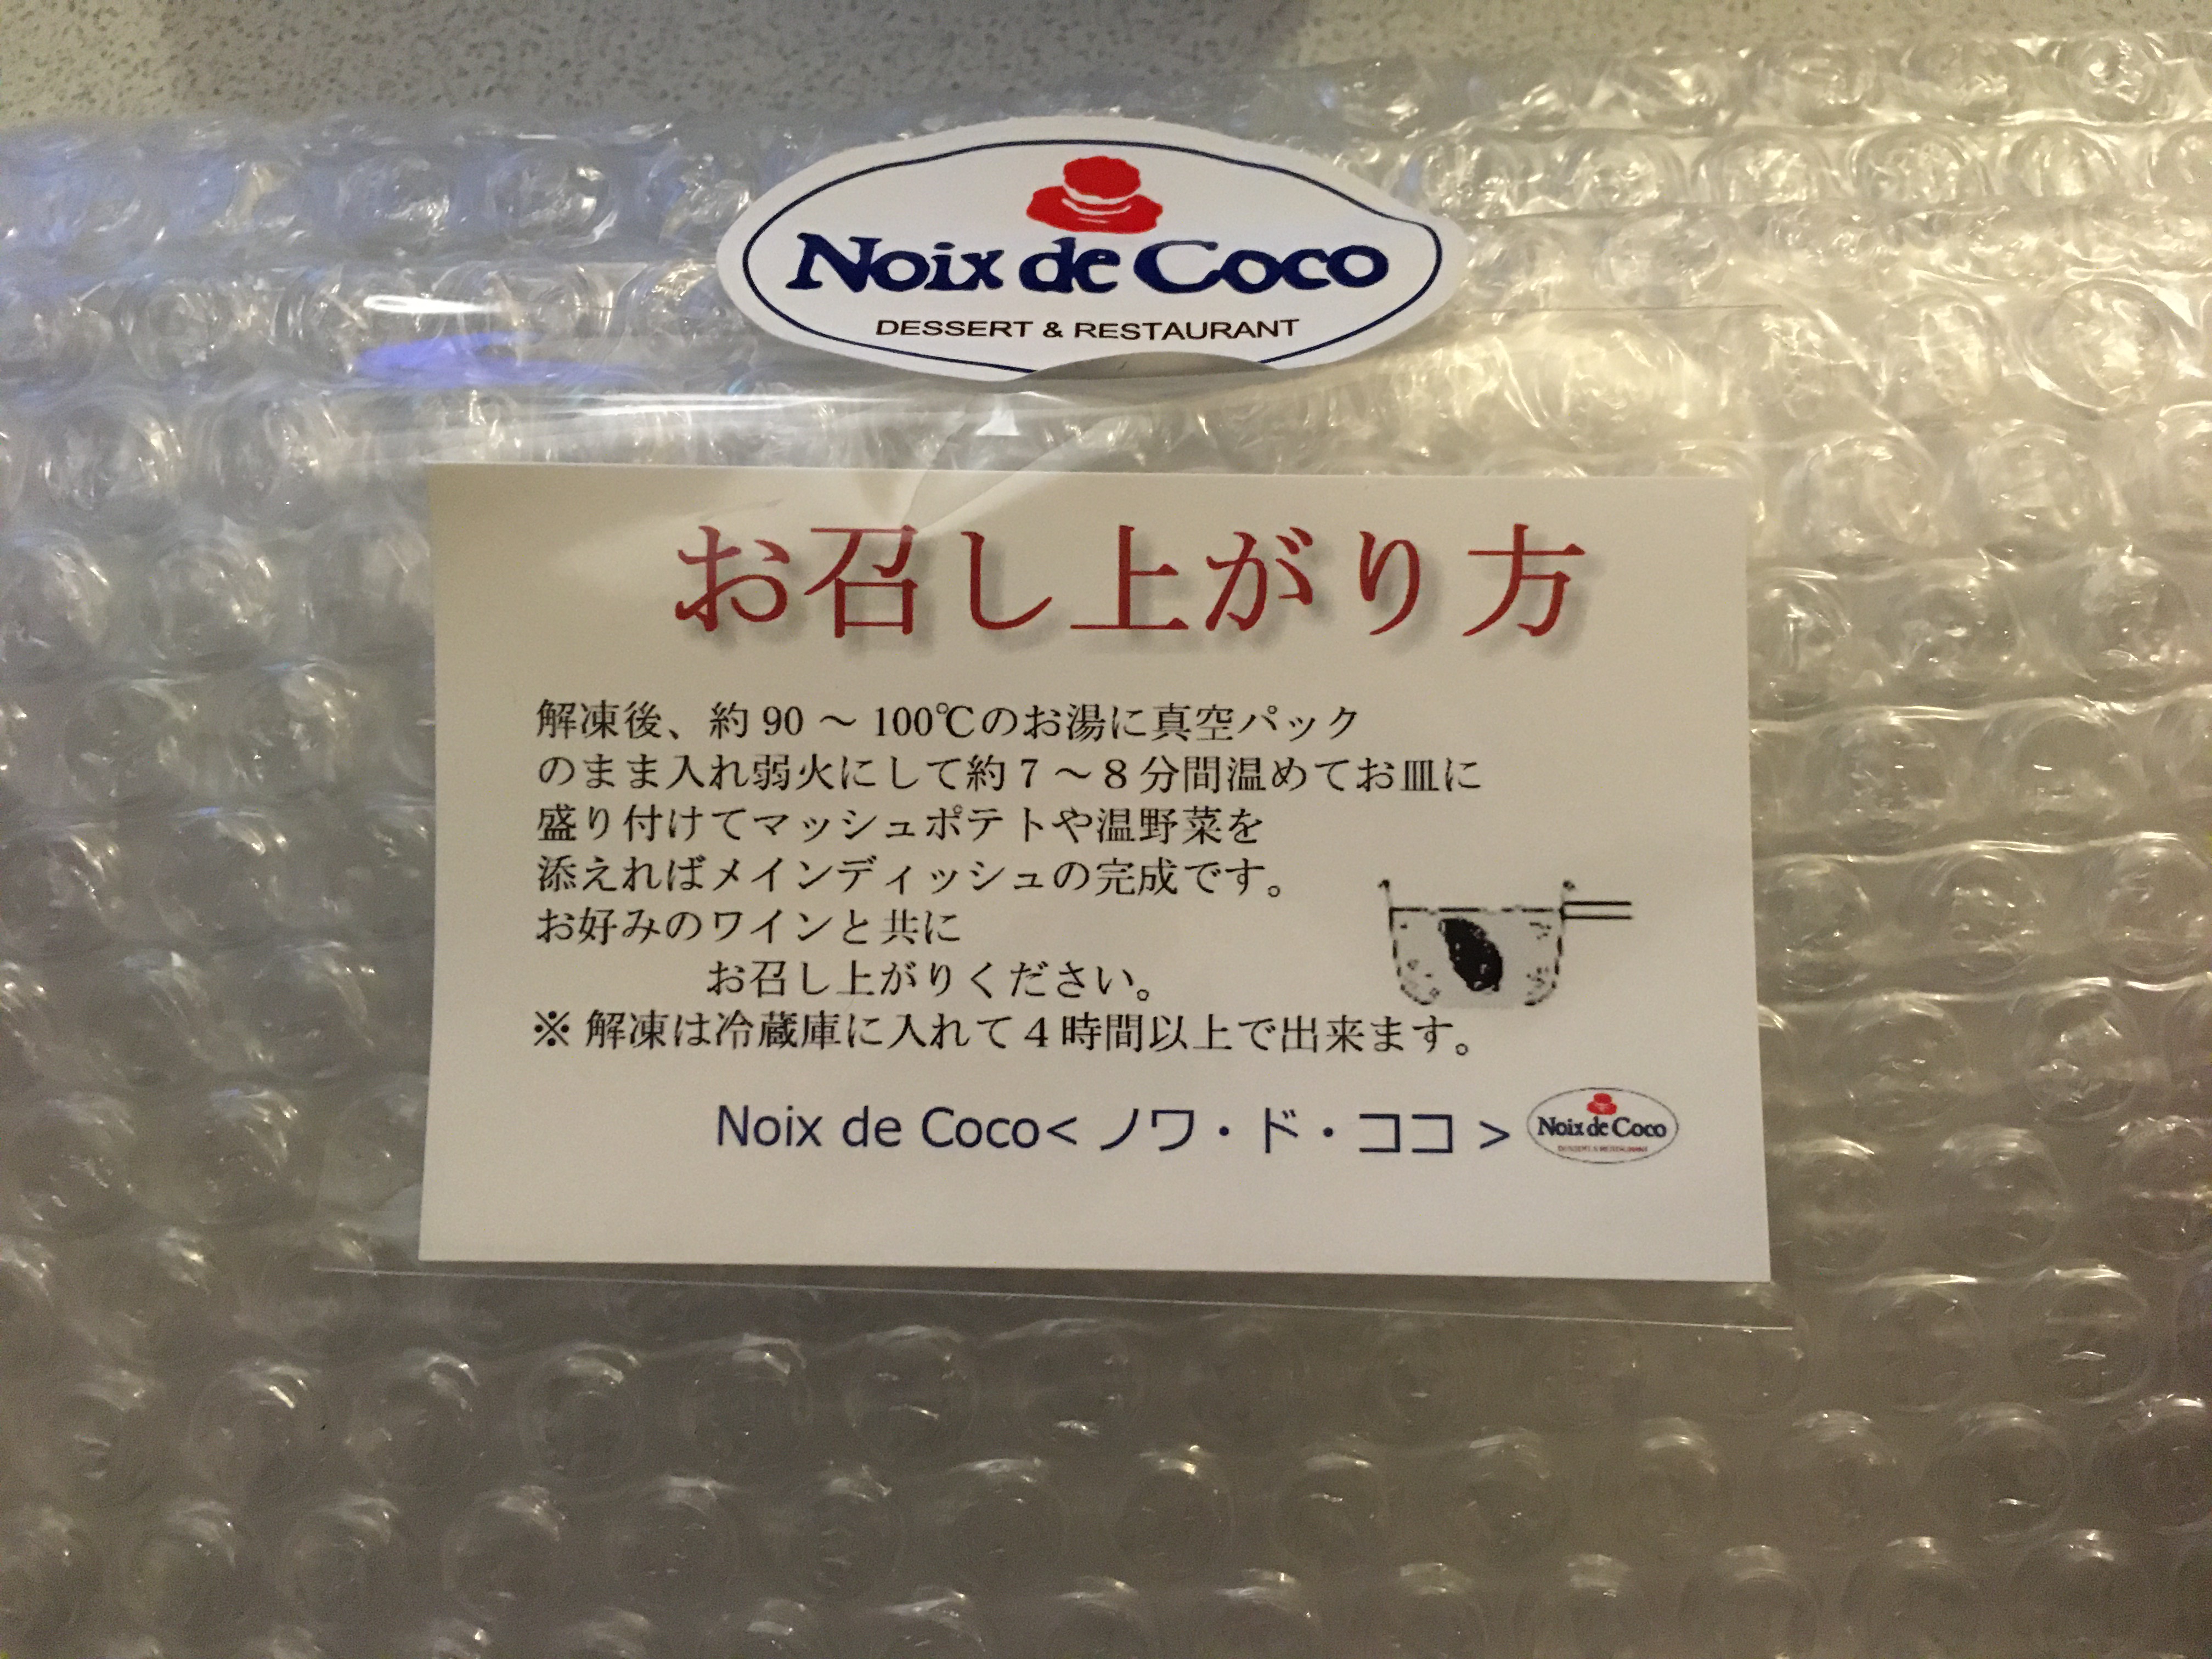 Noix de Coco
DESSERT & RESTAURANT
お召し上がり方
解凍後、約 90 ～ 100℃のお湯に真空パック
のまま入れ弱火にして約７～８分間温めてお皿に
盛り付けてマッシュポテトや温野菜を
添えればメインディッシュの完成です。
お好みのワインと共に
お召し上がりください。
※ 解凍は冷蔵庫に入れて４時間以上で出来ます。
Noix de Coco< ノワ・ド・ココ >
Noix de Coco
DESSERT & RESTAURANT